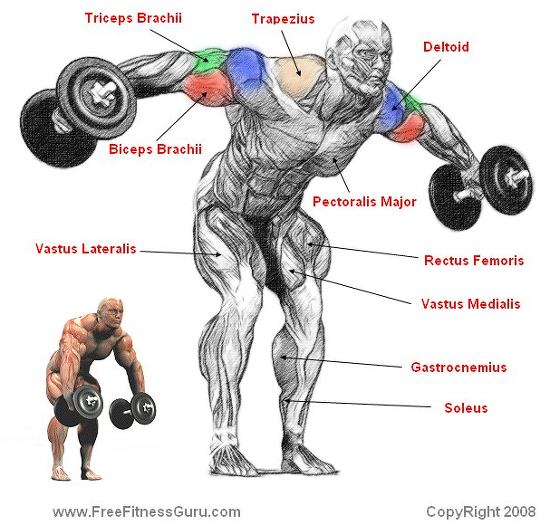 Triceps Brachii
Trapezius
Deltoid
Biceps Brachii
Pectoralis Major
Vastus Lateralis
Rectus Femoris
Vastus Medialis
Gastrocnemius
Soleus
www.FreeFitnessGuru.com
CopyRight 2008